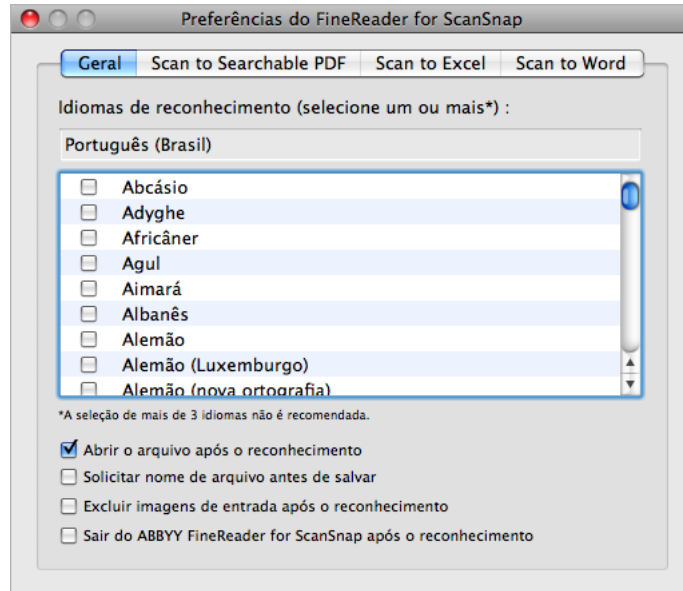 Preferências do FineReader for ScanSnap
Geral Scan to Searchable PDF Scan to Excel Scan to Word
Idiomas de reconhecimento (selecione um ou mais*) :
Português (Brasil)
Abcásio
Adyghe
Africâner
Agul
Aimará
Albanês
Alemão
Alemão (Luxemburgo)
Alemão (nova ortografia)
*A seleção de mais de 3 idiomas não é recomendada.
Abrir o arquivo após o reconhecimento
Solicitar nome de arquivo antes de salvar
Excluir imagens de entrada após o reconhecimento
Sair do ABBYY FineReader for ScanSnap após o reconhecimento